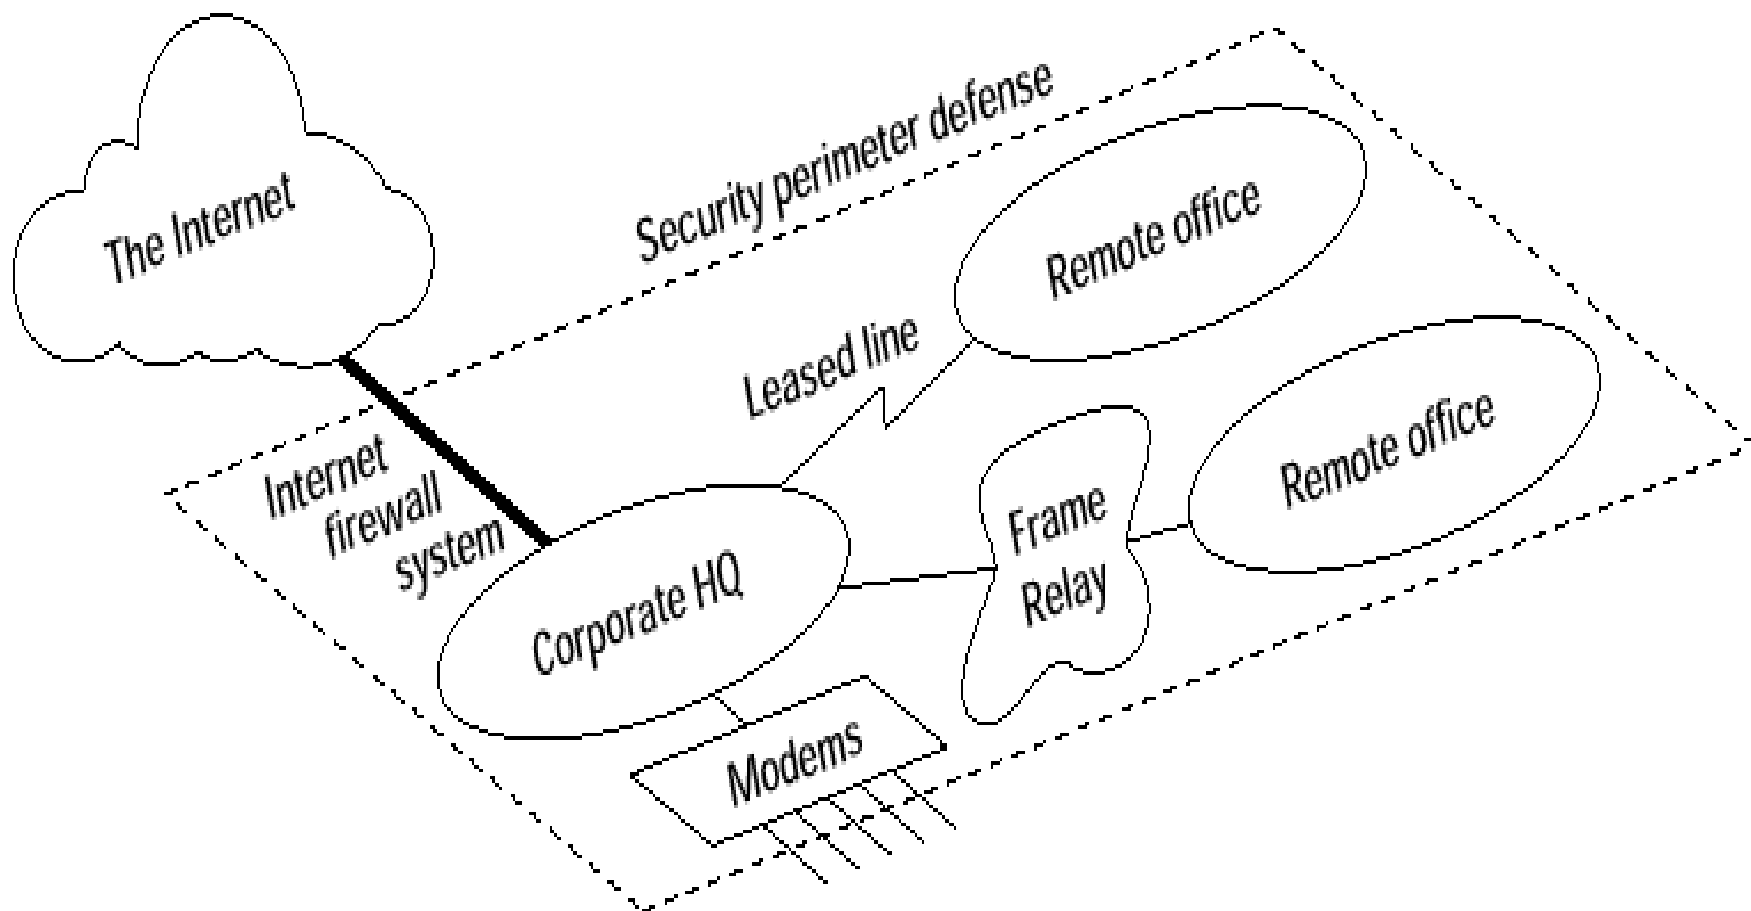 The Internet
Security perimeter defense
Remote office
Leased line
Remote office
Internet
firewall
system
Frame
Relay
Corporate HQ
Modems